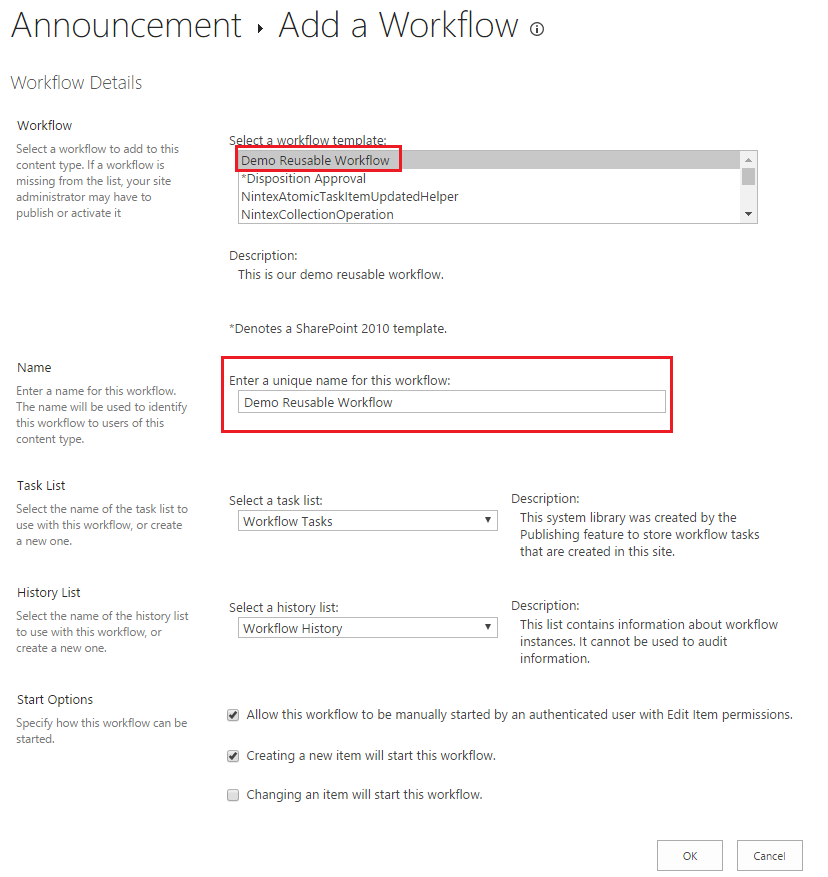 Announcement ▸ Add a Workflow
Workflow Details
Workflow
Select a workflow to add to this
content type. If a workflow is
missing from the list, your site
administrator may have to
publish or activate it
Select a workflow template:
Demo Reusable Workflow
*Disposition Approval
NintexAtomicTaskItemUpdatedHelper
NintexCollectionOperation
Description:
This is our demo reusable workflow.
*Denotes a SharePoint 2010 template.
Name
Enter a name for this workflow.
The name will be used to identify
this workflow to users of this
content type.
Enter a unique name for this workflow:
Demo Reusable Workflow
Task List
Select the name of the task list to
use with this workflow, or create
a new one.
Select a task list:
Workflow Tasks
Description:
This system library was created by the
Publishing feature to store workflow tasks
that are created in this site.
History List
Select the name of the history list
to use with this workflow, or
create a new one.
Select a history list:
Workflow History
Description:
This list contains information about workflow
instances. It cannot be used to audit
information.
Start Options
Specify how this workflow can be
started.
Allow this workflow to be manually started by an authenticated user with Edit Item permissions.
Creating a new item will start this workflow.
Changing an item will start this workflow.
OK
Cancel